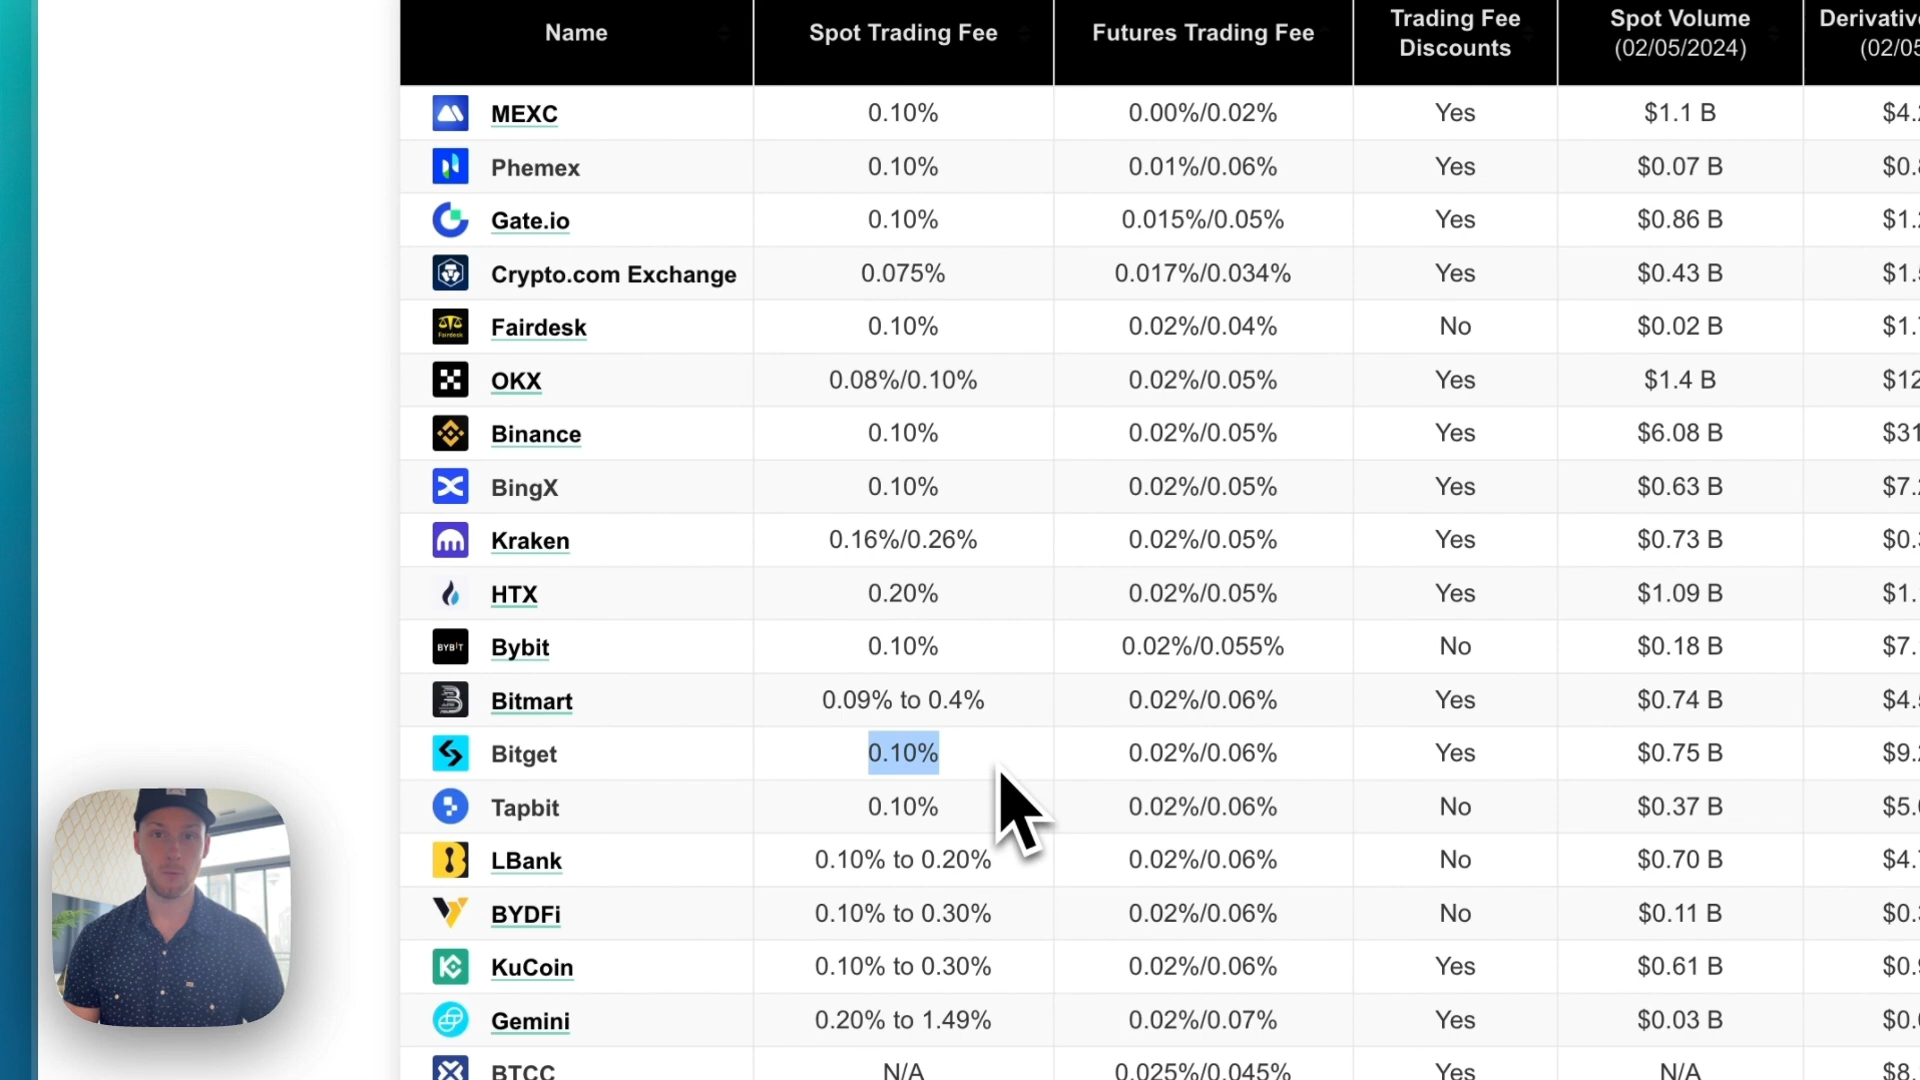 Name Spot Trading Fee Futures Trading Fee Trading Fee Discounts Spot Volume (02/05/2024)
MEXC 0.10% 0.00%/0.02% Yes $1.1 B
Phemex 0.10% 0.01%/0.06% Yes $0.07 B
Gate.io 0.10% 0.015%/0.05% Yes $0.86 B
Crypto.com Exchange 0.075% 0.017%/0.034% Yes $0.43 B
Fairdesk 0.10% 0.02%/0.04% No $0.02 B
OKX 0.08%/0.10% 0.02%/0.05% Yes $1.4 B
Binance 0.10% 0.02%/0.05% Yes $6.08 B
BingX 0.10% 0.02%/0.05% Yes $0.63 B
Kraken 0.16%/0.26% 0.02%/0.05% Yes $0.73 B
HTX 0.20% 0.02%/0.05% Yes $1.09 B
BYBIT Bybit 0.10% 0.02%/0.055% No $0.18 B
Bitmart 0.09% to 0.4% 0.02%/0.06% Yes $0.74 B
Bitget 0.10% 0.02%/0.06% Yes $0.75 B
Tapbit 0.10% 0.02%/0.06% No $0.37 B
LBank 0.10% to 0.20% 0.02%/0.06% No $0.70 B
BYDFi 0.10% to 0.30% 0.02%/0.06% No $0.11 B
KuCoin 0.10% to 0.30% 0.02%/0.06% Yes $0.61 B
Gemini 0.20% to 1.49% 0.02%/0.07% Yes $0.03 B
BTCC N/A 0.025%/0.045% Yes N/A